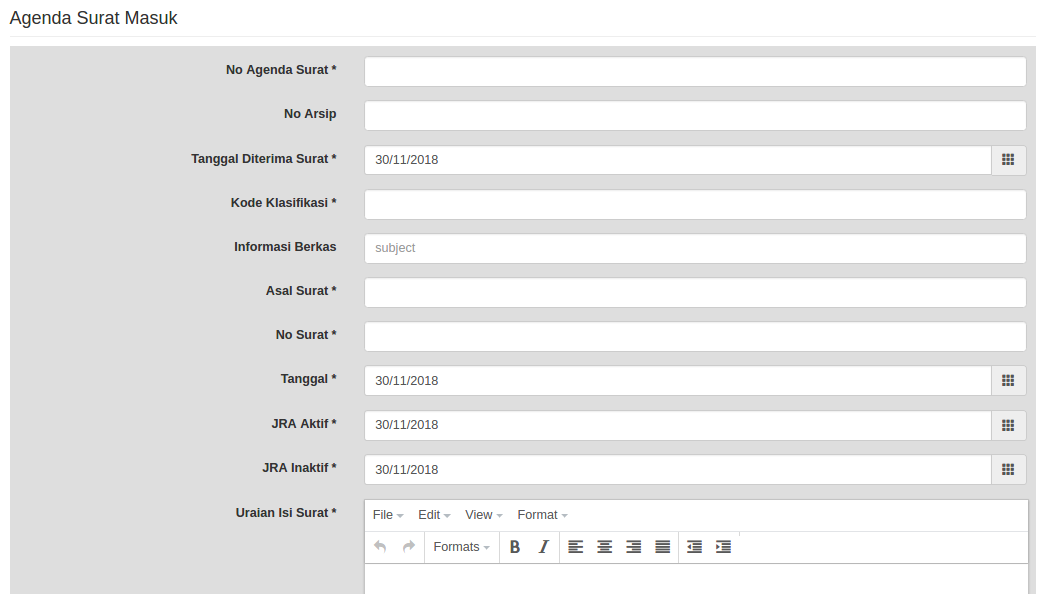 Agenda Surat Masuk
No Agenda Surat *
No Arsip
Tanggal Diterima Surat * 30/11/2018
Kode Klasifikasi *
Informasi Berkas subject
Asal Surat *
No Surat *
Tanggal * 30/11/2018
JRA Aktif * 30/11/2018
JRA Inaktif * 30/11/2018
Uraian Isi Surat * File Edit View Format
Formats B I